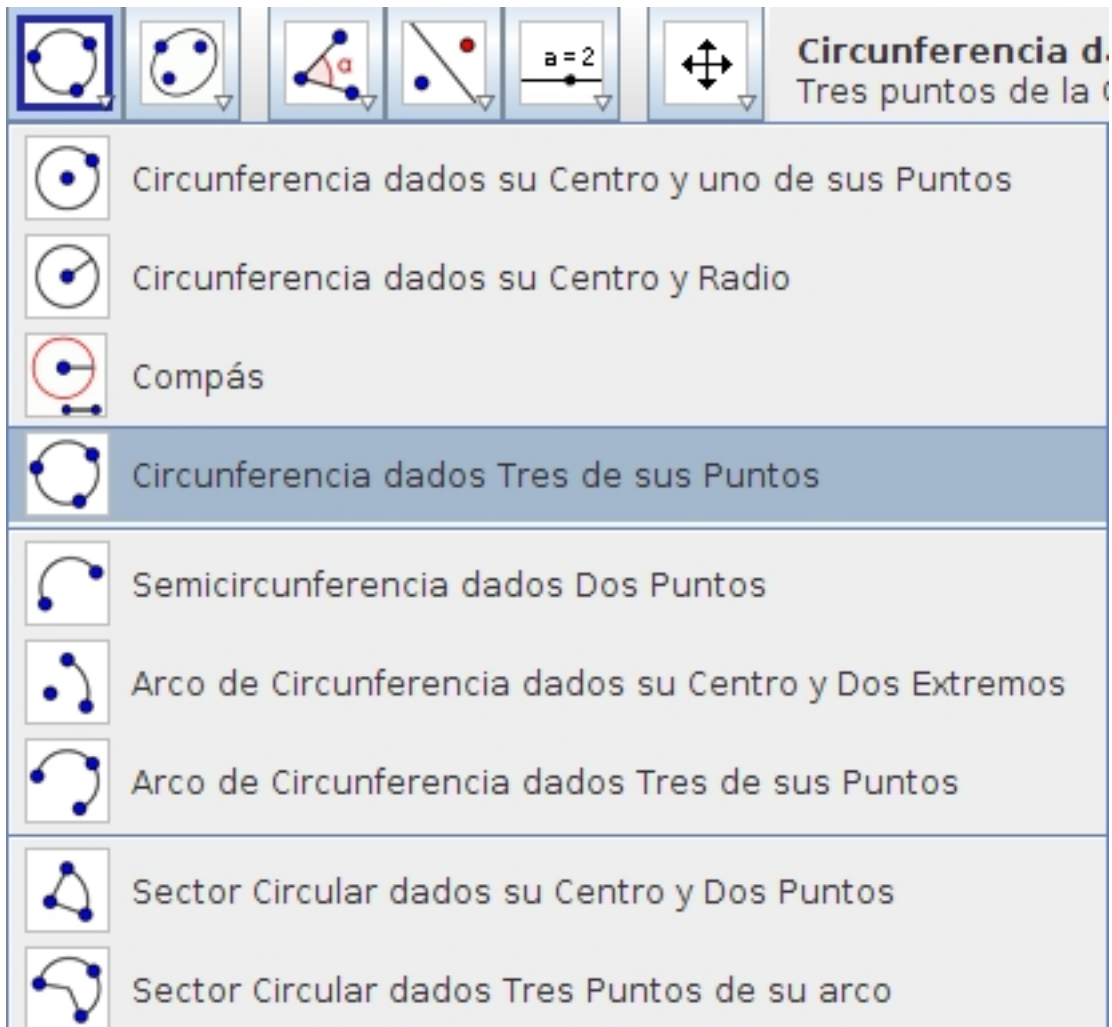 α
a = 2
Circunferencia
Tres puntos de la
Circunferencia dados su Centro y uno de sus Puntos
Circunferencia dados su Centro y Radio
Compás
Circunferencia dados Tres de sus Puntos
Semicircunferencia dados Dos Puntos
Arco de Circunferencia dados su Centro y Dos Extremos
Arco de Circunferencia dados Tres de sus Puntos
Sector Circular dados su Centro y Dos Puntos
Sector Circular dados Tres Puntos de su arco